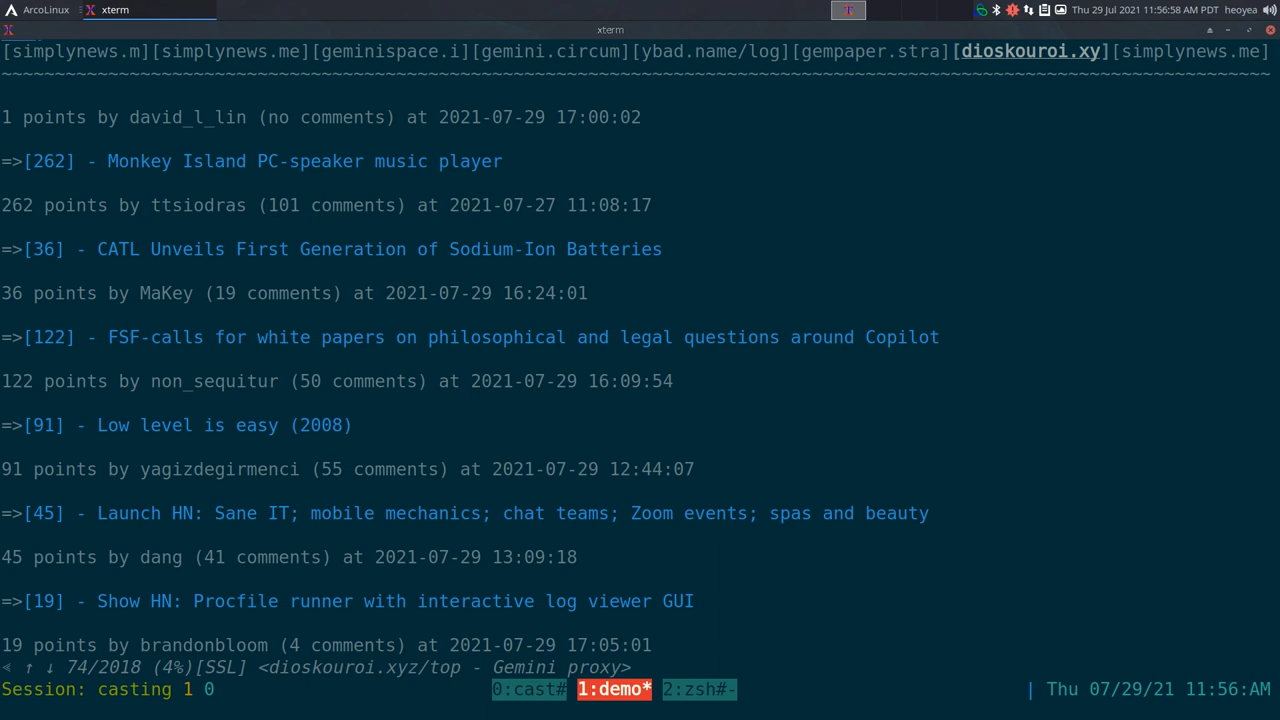 ArcoLinux xterm Thu 29 Jul 2021 11:56:58 AM PDT heoyea
xterm
[simplynews.m][simplynews.me][geminispace.i][gemini.circum][ybad.name/log][gempaper.stra][dioskouroi.xy][simplynews.me]
~~~~~~~~~~~~~~~~~~~~~~~~~~~~~~~~~~~~~~~~~~~~~~~~~~~~~~~~~~~~~~~~~~~~~~~~~~~~~~~~~~~~~~~~~~~~~~~~~~~~~~~~~~~~~~~~~~~~~~~
1 points by david_l_lin (no comments) at 2021-07-29 17:00:02
=>[262] - Monkey Island PC-speaker music player
262 points by ttsiodras (101 comments) at 2021-07-27 11:08:17
=>[36] - CATL Unveils First Generation of Sodium-Ion Batteries
36 points by MaKey (19 comments) at 2021-07-29 16:24:01
=>[122] - FSF-calls for white papers on philosophical and legal questions around Copilot
122 points by non_sequitur (50 comments) at 2021-07-29 16:09:54
=>[91] - Low level is easy (2008)
91 points by yagizdegirmenci (55 comments) at 2021-07-29 12:44:07
=>[45] - Launch HN: Sane IT; mobile mechanics; chat teams; Zoom events; spas and beauty
45 points by dang (41 comments) at 2021-07-29 13:09:18
=>[19] - Show HN: Procfile runner with interactive log viewer GUI
19 points by brandonbloom (4 comments) at 2021-07-29 17:05:01
⋖ ↑ ↓ 74/2018 (4%)[SSL] <dioskouroi.xyz/top - Gemini proxy>
Session: casting 1 0 0:cast# 1:demo* 2:zsh#- | Thu 07/29/21 11:56:AM